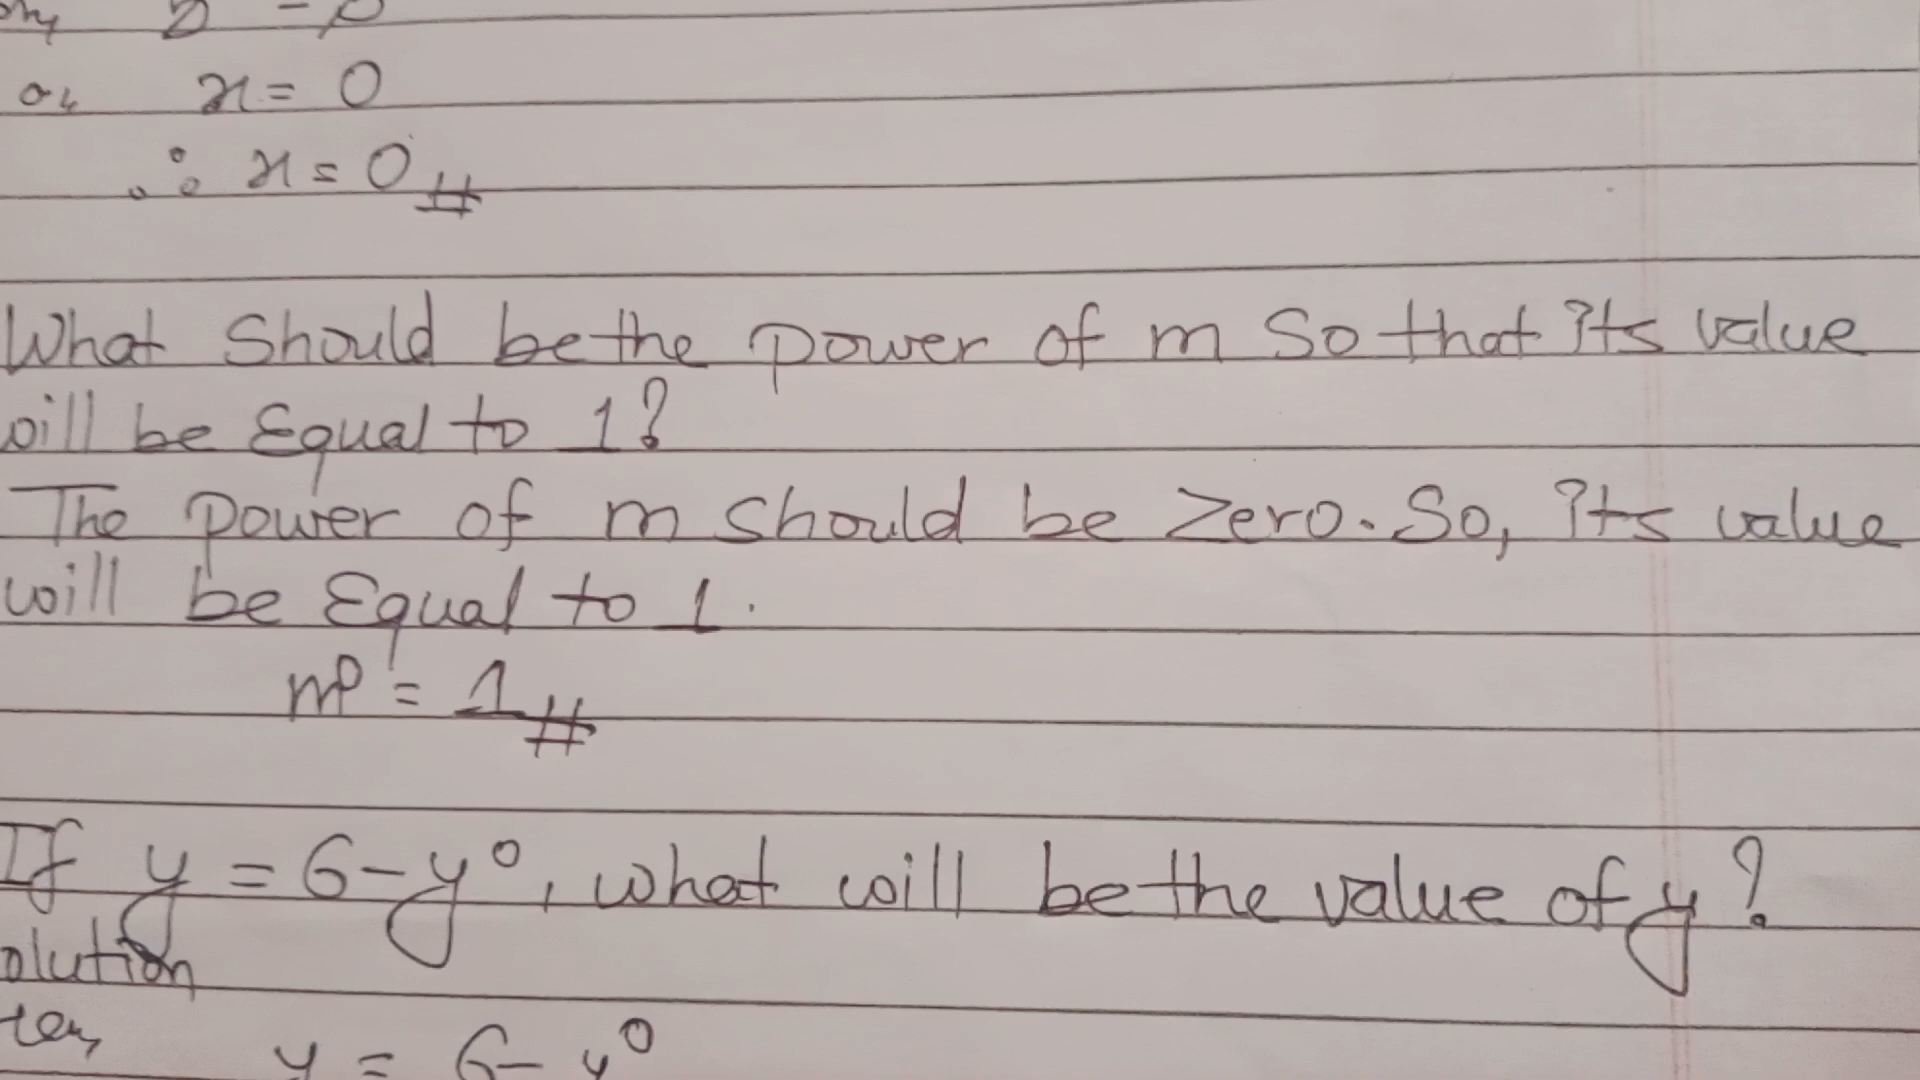 or x = 0
∴ x = 0 #
What Should be the power of m So that its value
will be Equal to 1?
The power of m should be Zero. So, its value
will be Equal to 1.
m⁰ = 1 #
If y = 6 - y⁰, what will be the value of y?
olution
y = 6 - y⁰